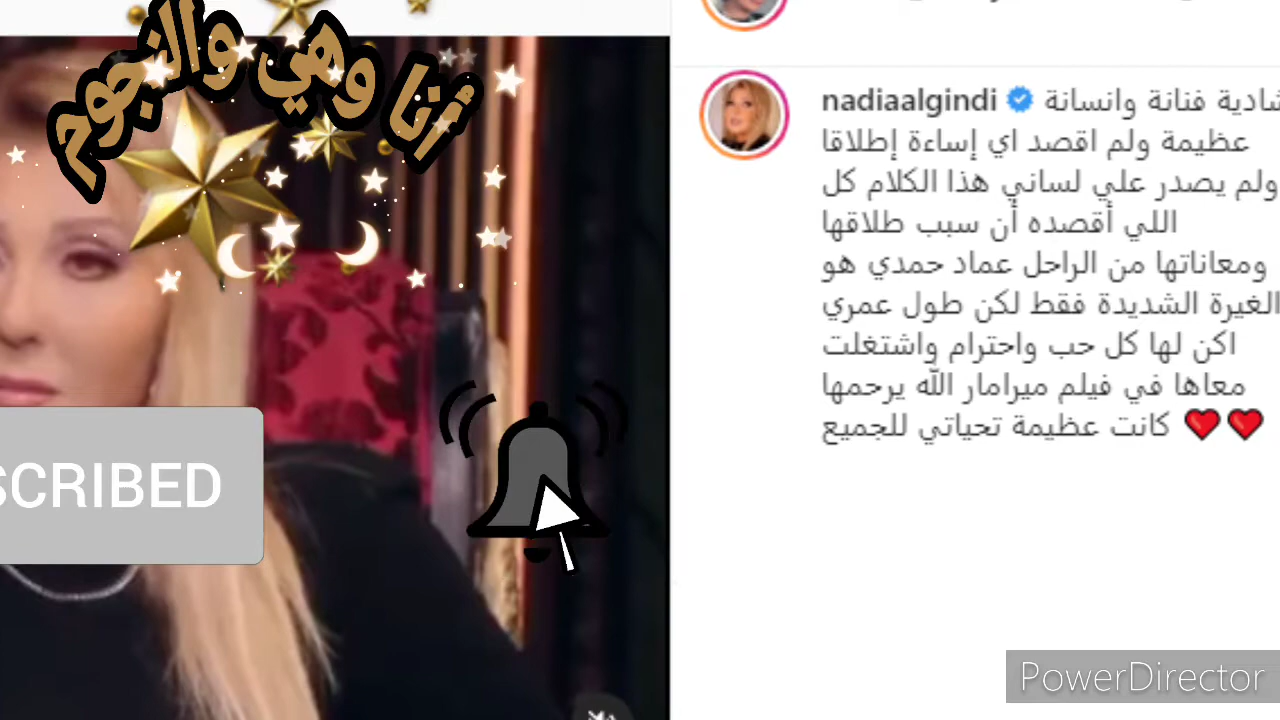 أنا وهي والنجوم
SCRIBED
nadiaalgindi شادية فنانة وانسانة
عظيمة ولم اقصد اي إساءة إطلاقا
ولم يصدر علي لساني هذا الكلام كل
اللي أقصده أن سبب طلاقها
ومعاناتها من الراحل عماد حمدي هو
الغيرة الشديدة فقط لكن طول عمري
اكن لها كل حب واحترام واشتغلت
معاها في فيلم ميرامار الله يرحمها
كانت عظيمة تحياتي للجميع ❤️❤️
PowerDirector